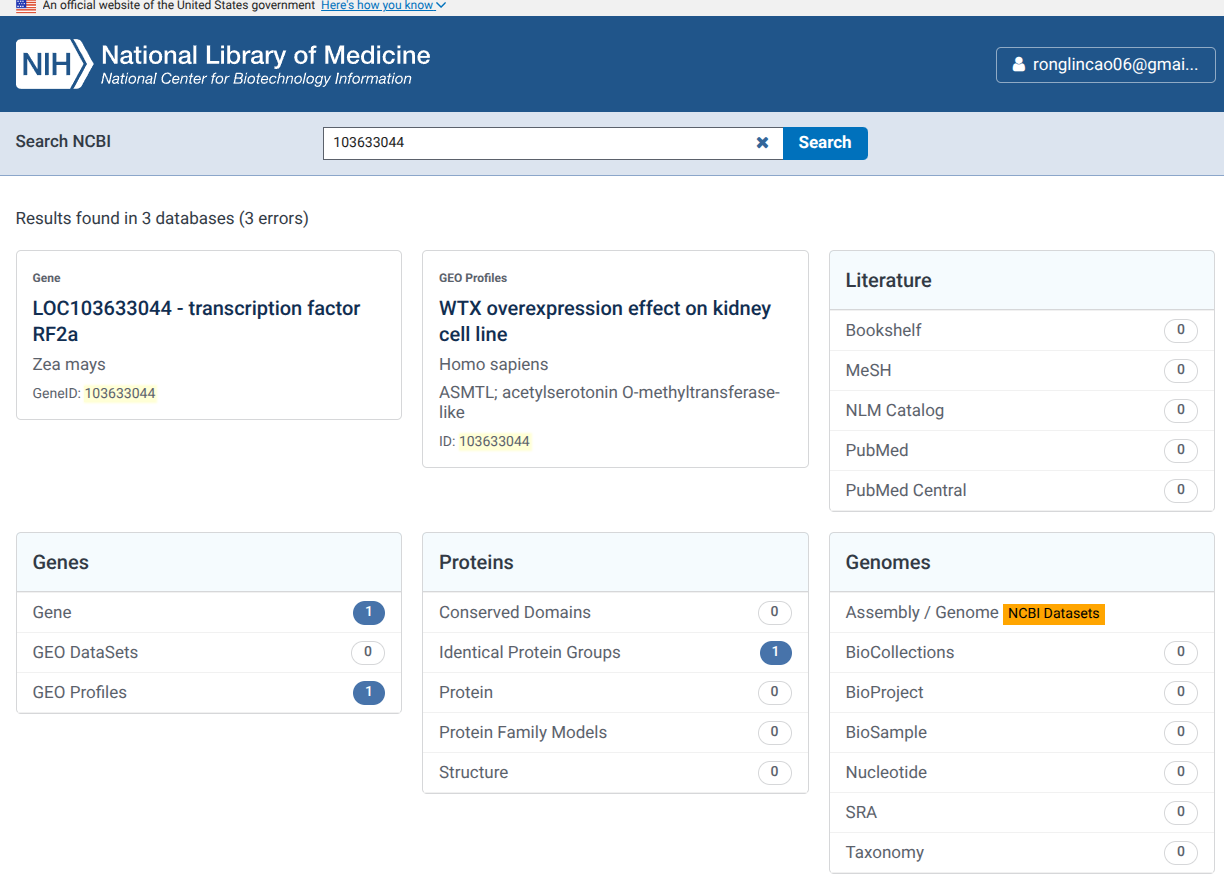 An official website of the United States government Here's how you know
NIH National Library of Medicine
National Center for Biotechnology Information
ronglincao06@gmai...
Search NCBI
103633044
Search
Results found in 3 databases (3 errors)
Gene
LOC103633044 - transcription factor
RF2a
Zea mays
GeneID: 103633044
GEO Profiles
WTX overexpression effect on kidney
cell line
Homo sapiens
ASMTL; acetylserotonin O-methyltransferase-
like
ID: 103633044
Literature
Bookshelf 0
MeSH 0
NLM Catalog 0
PubMed 0
PubMed Central 0
Genes
Gene 1
GEO DataSets 0
GEO Profiles 1
Proteins
Conserved Domains 0
Identical Protein Groups 1
Protein 0
Protein Family Models 0
Structure 0
Genomes
Assembly / Genome NCBI Datasets
BioCollections 0
BioProject 0
BioSample 0
Nucleotide 0
SRA 0
Taxonomy 0